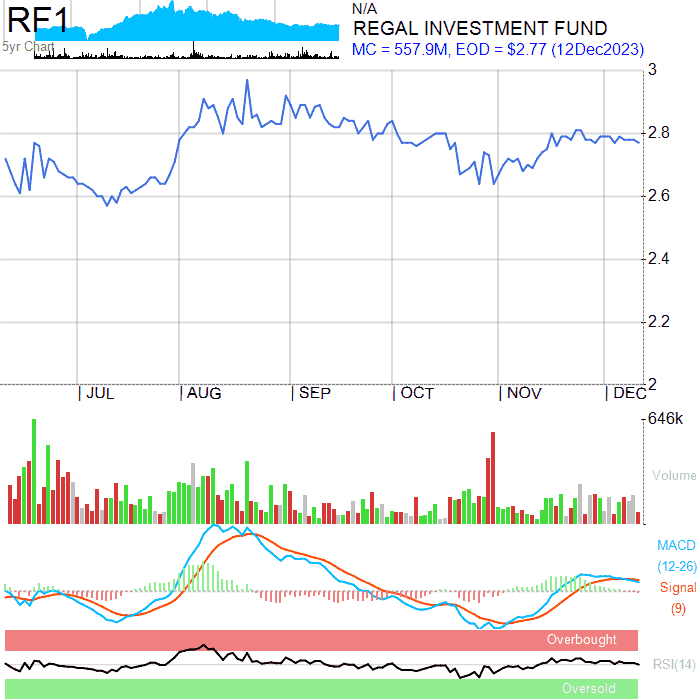 RF1
5yr Chart
N/A
REGAL INVESTMENT FUND
MC = 557.9M, EOD = $2.77 (12Dec2023)
3
2.8
2.6
2.4
2.2
2
JUL AUG SEP OCT NOV DEC
646k
Volume
MACD
(12-26)
Signal
(9)
Overbought
RSI(14)
Oversold